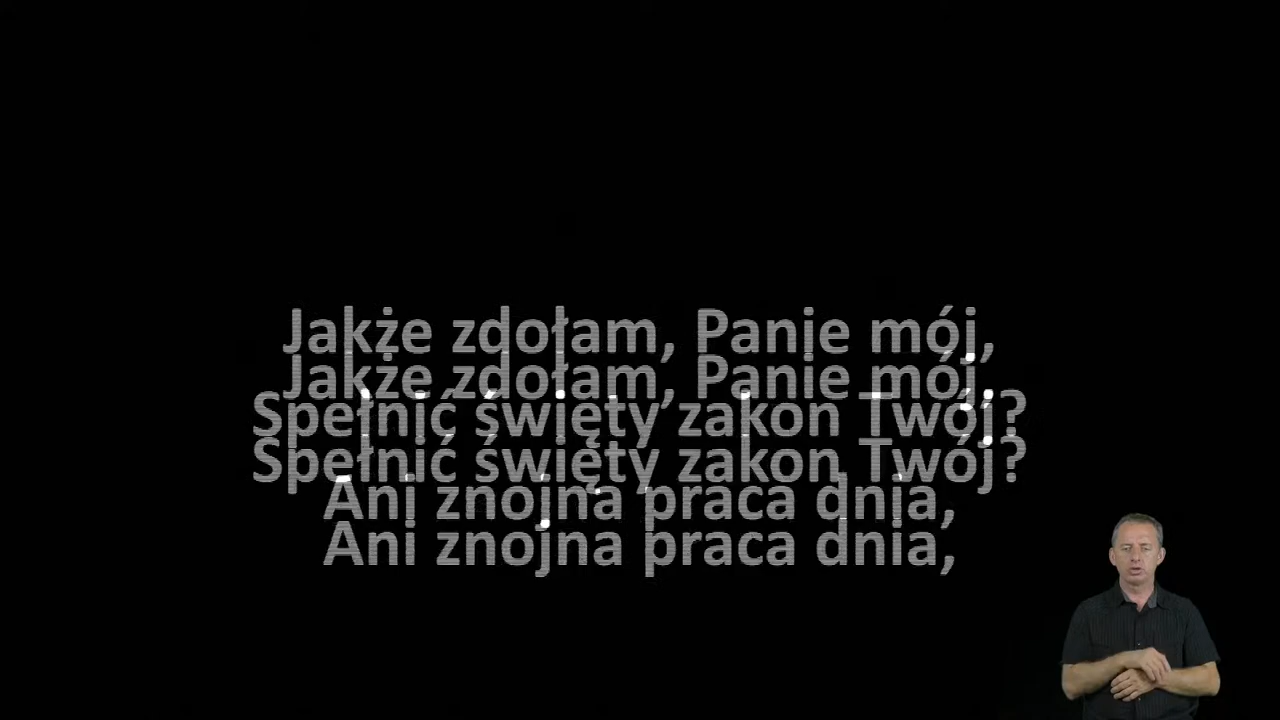 Jakże zdołam, Panie mój,
Jakże zdołam, Panie mój,
Spełnić święty zakon Twój?
Spełnić święty zakon Twój?
Ani znojna praca dnia,
Ani znojna praca dnia,